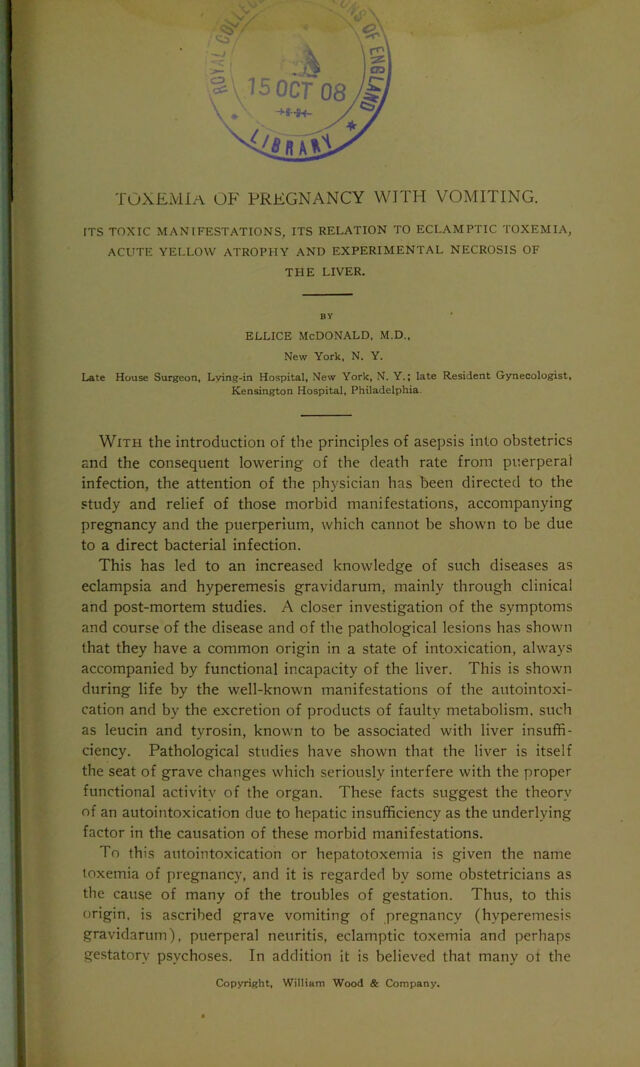 ROYAL COLLEGE OF ENGLAND
15 OCT 08
LIBRARY
TOXEMIA OF PREGNANCY WITH VOMITING.
ITS TOXIC MANIFESTATIONS, ITS RELATION TO ECLAMPTIC TOXEMIA,
ACUTE YELLOW ATROPHY AND EXPERIMENTAL NECROSIS OF
THE LIVER.
BY
ELLICE McDONALD, M.D.,
New York, N. Y.
Late House Surgeon, Lying-in Hospital, New York, N. Y.; late Resident Gynecologist,
Kensington Hospital, Philadelphia.
With the introduction of the principles of asepsis into obstetrics
and the consequent lowering of the death rate from puerperal
infection, the attention of the physician has been directed to the
study and relief of those morbid manifestations, accompanying
pregnancy and the puerperium, which cannot be shown to be due
to a direct bacterial infection.
This has led to an increased knowledge of such diseases as
eclampsia and hyperemesis gravidarum, mainly through clinical
and post-mortem studies. A closer investigation of the symptoms
and course of the disease and of the pathological lesions has shown
that they have a common origin in a state of intoxication, always
accompanied by functional incapacity of the liver. This is shown
during life by the well-known manifestations of the autointoxi-
cation and by the excretion of products of faulty metabolism, such
as leucin and tyrosin, known to be associated with liver insuffi-
ciency. Pathological studies have shown that the liver is itself
the seat of grave changes which seriously interfere with the proper
functional activity of the organ. These facts suggest the theory
of an autointoxication due to hepatic insufficiency as the underlying
factor in the causation of these morbid manifestations.
To this autointoxication or hepatotoxemia is given the name
toxemia of pregnancy, and it is regarded by some obstetricians as
the cause of many of the troubles of gestation. Thus, to this
origin, is ascribed grave vomiting of pregnancy (hyperemesis
gravidarum), puerperal neuritis, eclamptic toxemia and perhaps
gestatory psychoses. In addition it is believed that many of the
Copyright, William Wood & Company.